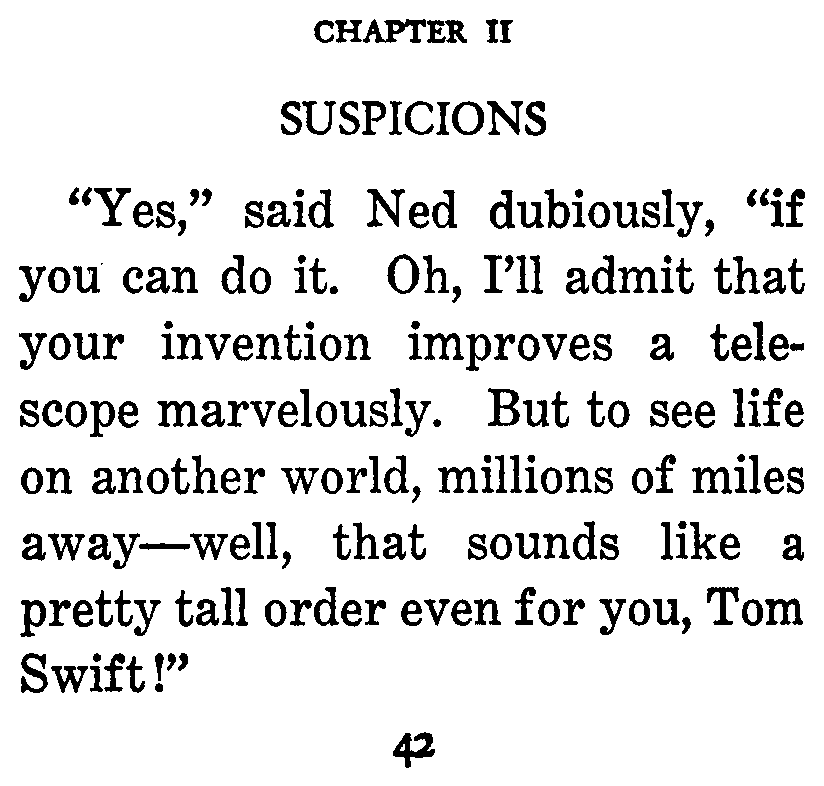 CHAPTER II
SUSPICIONS
“Yes,” said Ned dubiously, “if
you can do it. Oh, I’ll admit that
your invention improves a tele-
scope marvelously. But to see life
on another world, millions of miles
away—well, that sounds like a
pretty tall order even for you, Tom
Swift!”
42